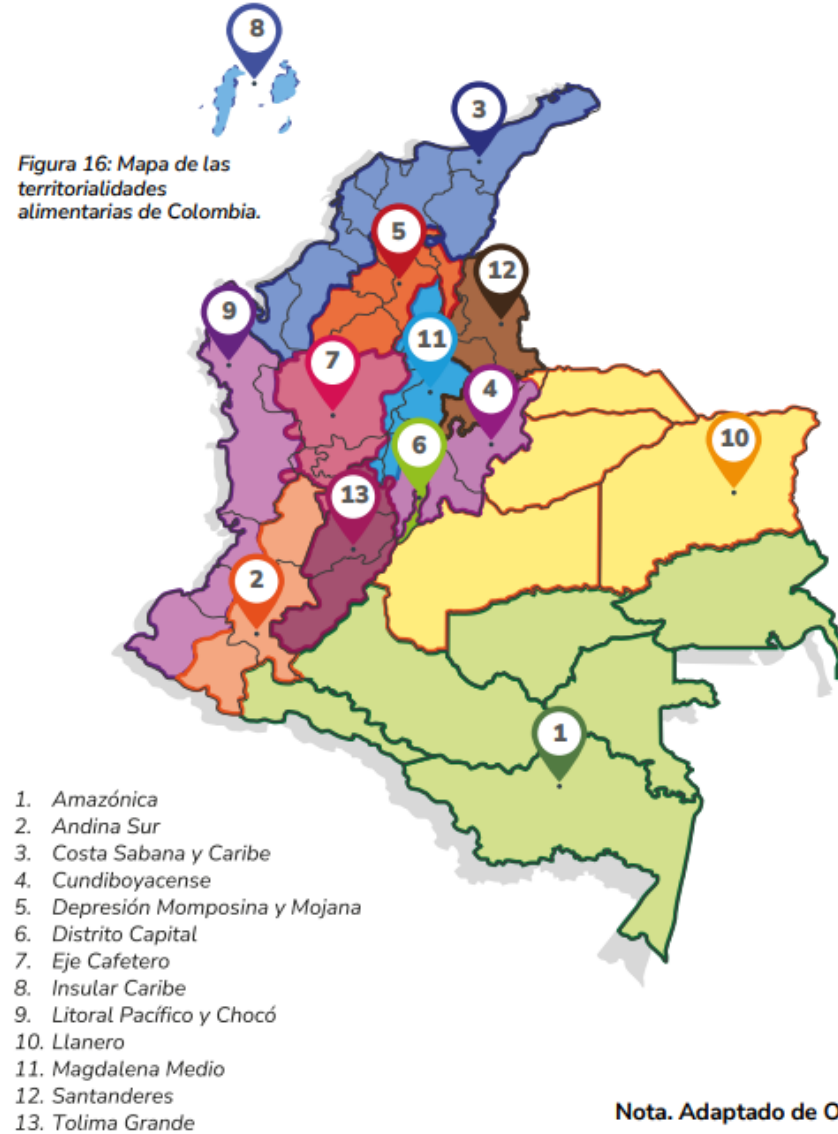 8
3
Figura 16: Mapa de las
territorialidades
alimentarias de Colombia.
5
12
9
11
7
4
6
10
13
2
1
1. Amazónica
2. Andina Sur
3. Costa Sabana y Caribe
4. Cundiboyacense
5. Depresión Momposina y Mojana
6. Distrito Capital
7. Eje Cafetero
8. Insular Caribe
9. Litoral Pacífico y Chocó
10. Llanero
11. Magdalena Medio
12. Santanderes
13. Tolima Grande
Nota. Adaptado de O